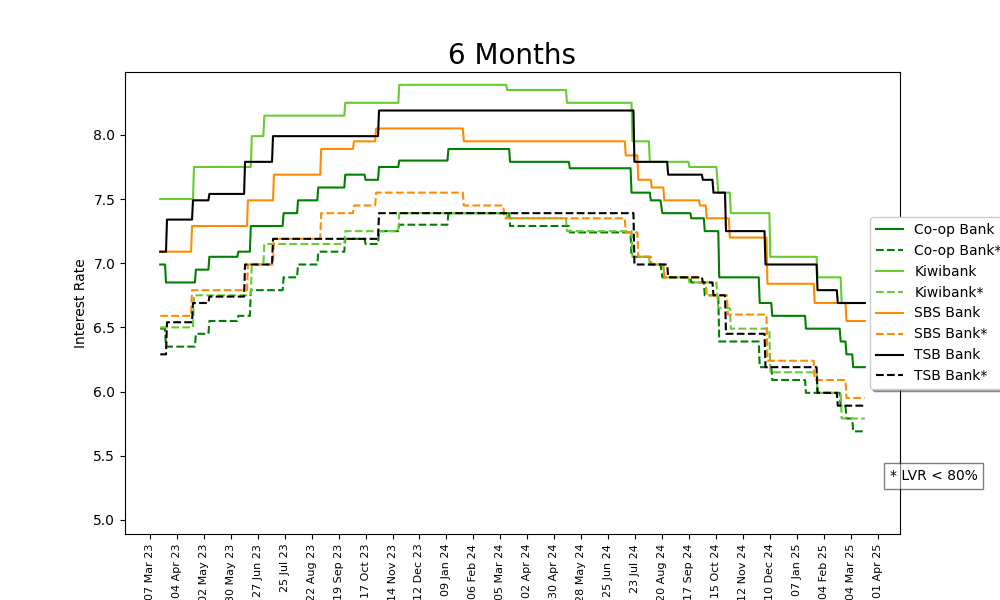 6 Months
Interest Rate
8.0
7.5
7.0
6.5
6.0
5.5
5.0
07 Mar 23
04 Apr 23
02 May 23
30 May 23
27 Jun 23
25 Jul 23
22 Aug 23
19 Sep 23
17 Oct 23
14 Nov 23
12 Dec 23
09 Jan 24
06 Feb 24
05 Mar 24
02 Apr 24
30 Apr 24
28 May 24
25 Jun 24
23 Jul 24
20 Aug 24
17 Sep 24
15 Oct 24
12 Nov 24
10 Dec 24
07 Jan 25
04 Feb 25
04 Mar 25
01 Apr 25
Co-op Bank
Co-op Bank*
Kiwibank
Kiwibank*
SBS Bank
SBS Bank*
TSB Bank
TSB Bank*
* LVR < 80%